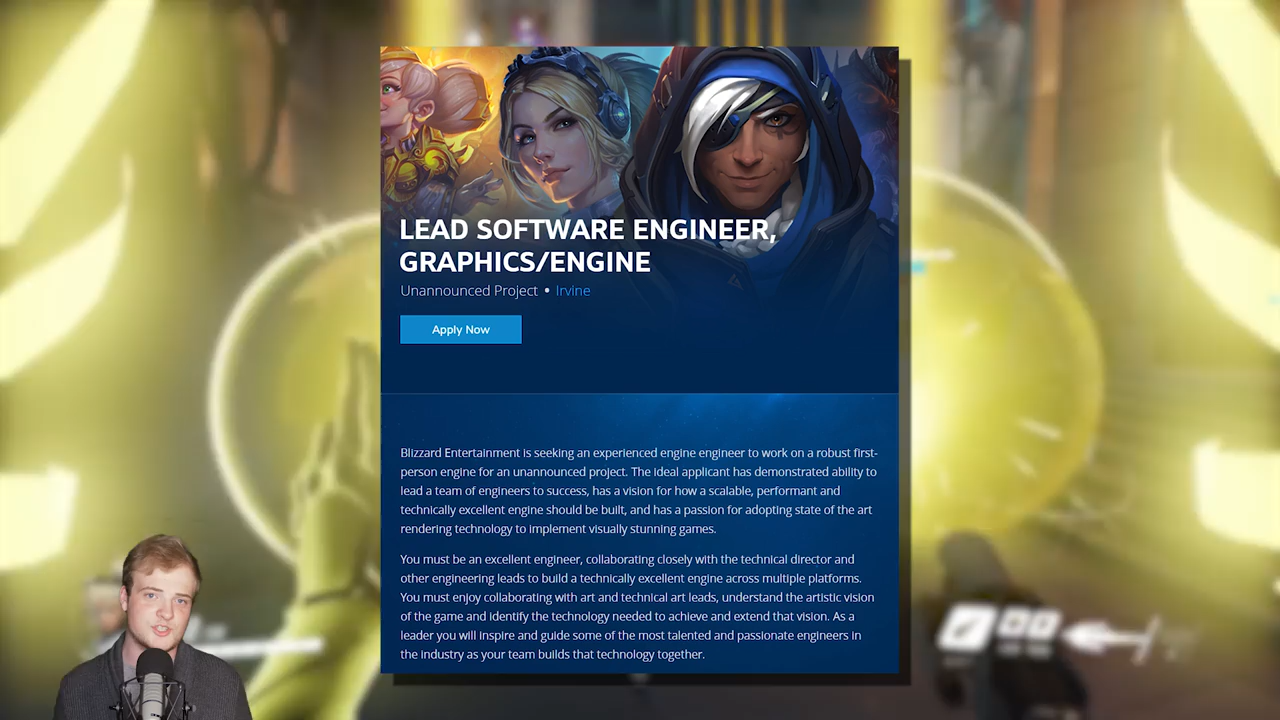 LEAD SOFTWARE ENGINEER,
GRAPHICS/ENGINE
Unannounced Project • Irvine
Apply Now
Blizzard Entertainment is seeking an experienced engine engineer to work on a robust first-
person engine for an unannounced project. The ideal applicant has demonstrated ability to
lead a team of engineers to success, has a vision for how a scalable, performant and
technically excellent engine should be built, and has a passion for adopting state of the art
rendering technology to implement visually stunning games.
You must be an excellent engineer, collaborating closely with the technical director and
other engineering leads to build a technically excellent engine across multiple platforms.
You must enjoy collaborating with art and technical art leads, understand the artistic vision
of the game and identify the technology needed to achieve and extend that vision. As a
leader you will inspire and guide some of the most talented and passionate engineers in
the industry as your team builds that technology together.